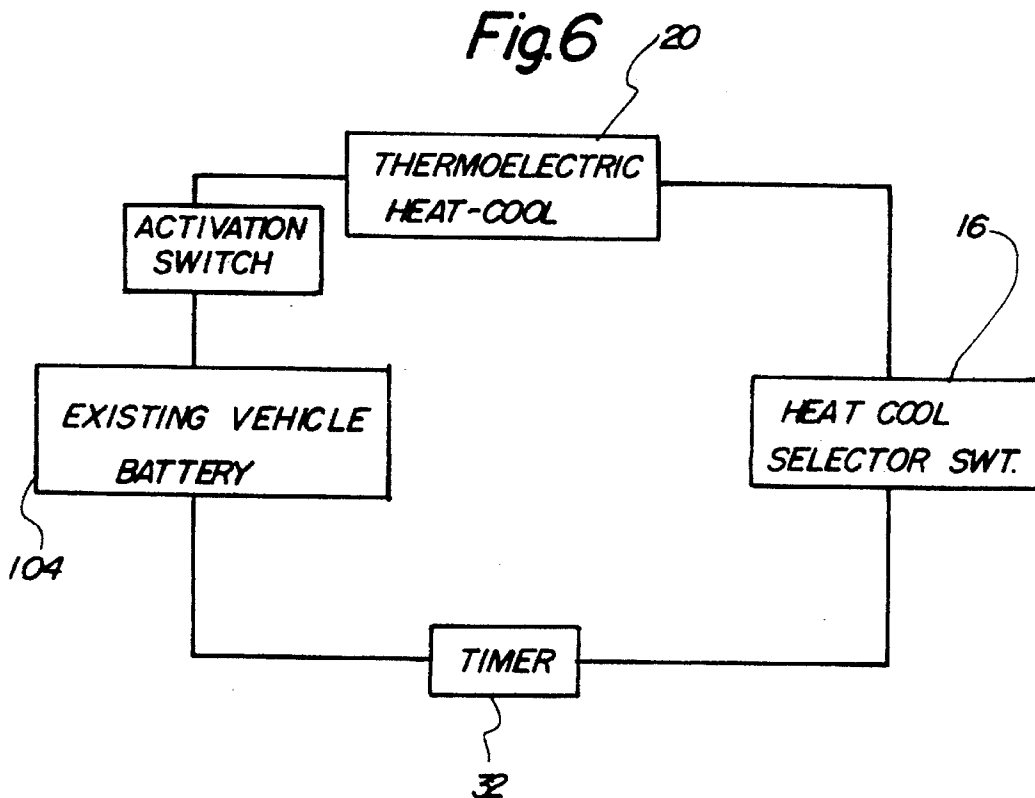 Fig.6
20
THERMOELECTRIC
HEAT-COOL
ACTIVATION
SWITCH
16
EXISTING VEHICLE
BATTERY
HEAT COOL
SELECTOR SWT.
104
TIMER
32